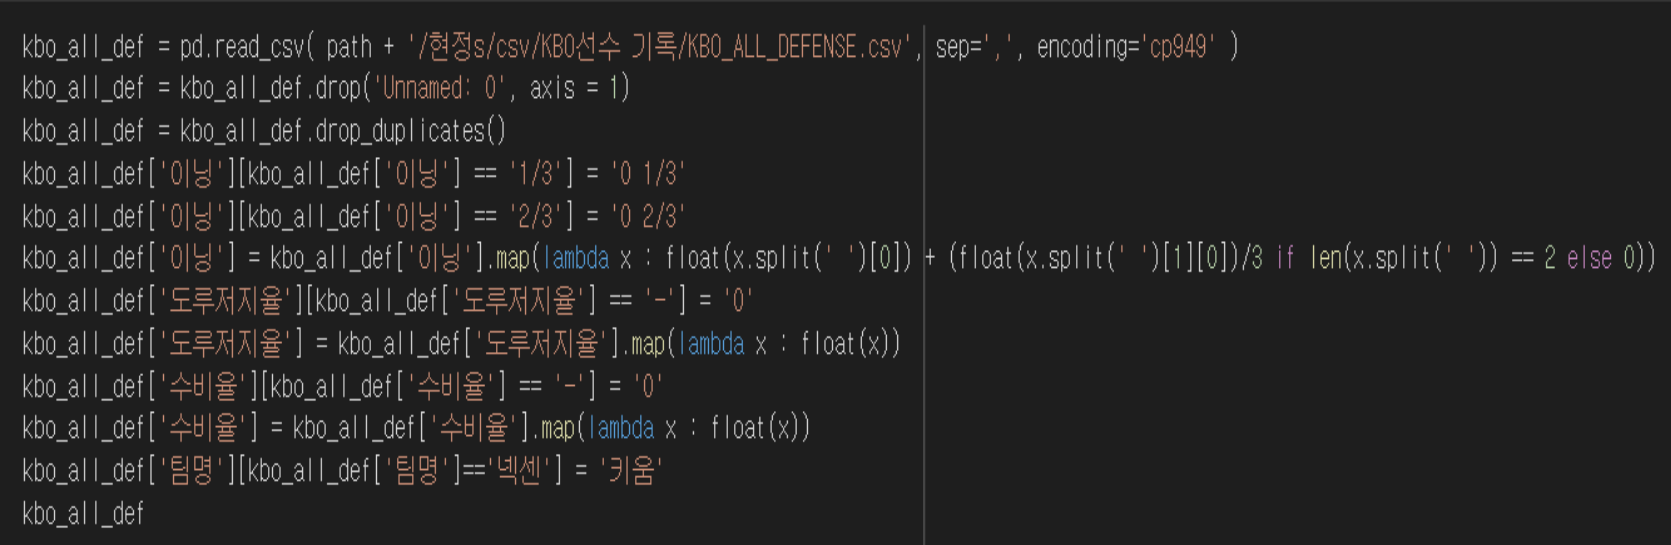 kbo_all_def = pd.read_csv( path + '/현정s/csv/KBO선수 기록/KBO_ALL_DEFENSE.csv', sep=',', encoding='cp949' )
kbo_all_def = kbo_all_def.drop('Unnamed: 0', axis = 1)
kbo_all_def = kbo_all_def.drop_duplicates()
kbo_all_def['이닝'][kbo_all_def['이닝'] == '1/3'] = '0 1/3'
kbo_all_def['이닝'][kbo_all_def['이닝'] == '2/3'] = '0 2/3'
kbo_all_def['이닝'] = kbo_all_def['이닝'].map(lambda x : float(x.split(' ')[0]) + (float(x.split(' ')[1][0])/3 if len(x.split(' ')) == 2 else 0))
kbo_all_def['도루저지율'][kbo_all_def['도루저지율'] == '-'] = '0'
kbo_all_def['도루저지율'] = kbo_all_def['도루저지율'].map(lambda x : float(x))
kbo_all_def['수비율'][kbo_all_def['수비율'] == '-'] = '0'
kbo_all_def['수비율'] = kbo_all_def['수비율'].map(lambda x : float(x))
kbo_all_def['팀명'][kbo_all_def['팀명']=='넥센'] = '키움'
kbo_all_def